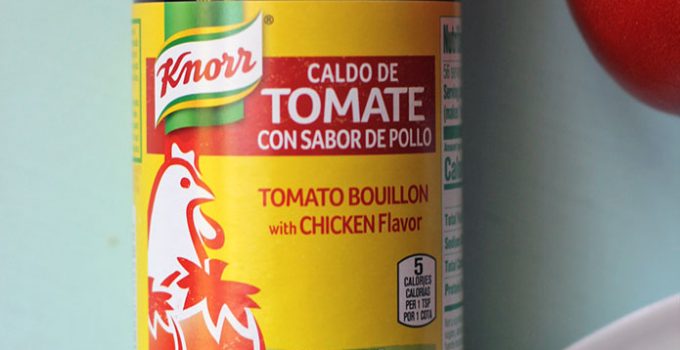 Knorr®
CALDO DE
TOMATE
CON SABOR DE POLLO
TOMATO BOUILLON
with CHICKEN Flavor
5
CALORIES
CALORÍAS
PER 1 TSP
POR 1 CDTA